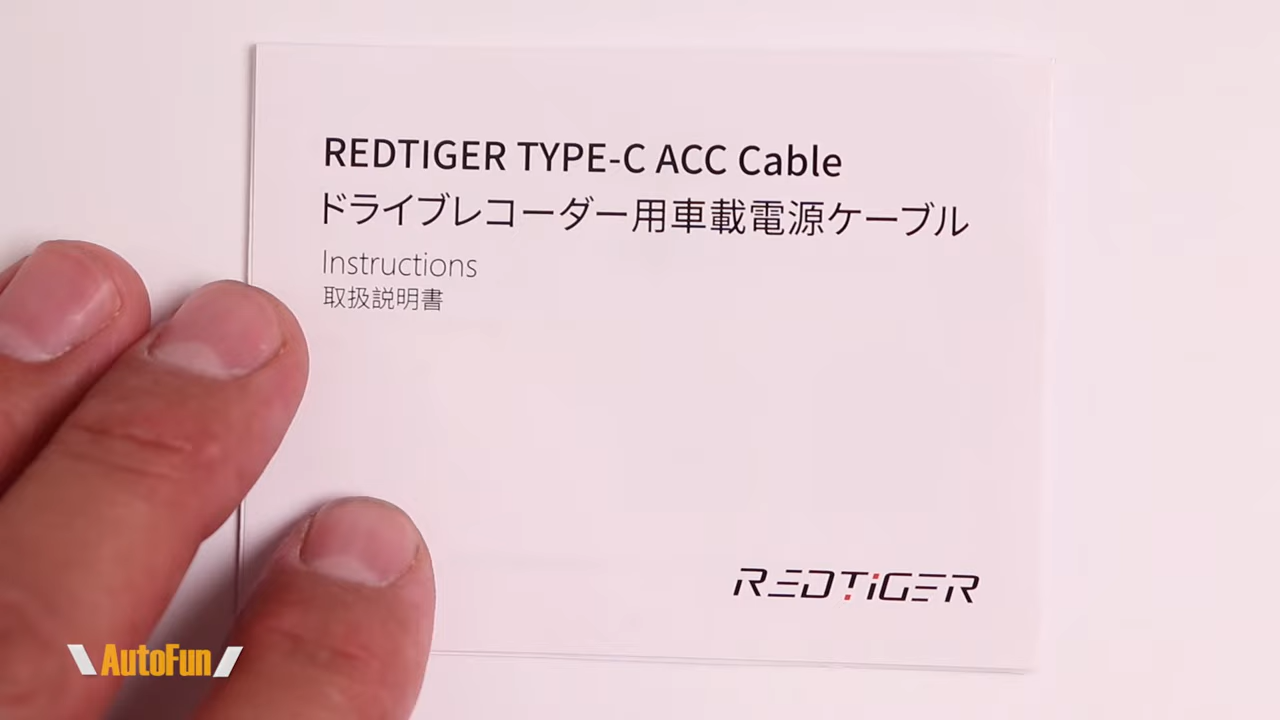 REDTIGER TYPE-C ACC Cable
ドライブレコーダー用車載電源ケーブル
Instructions
取扱説明書
REDTIGER
AutoFun